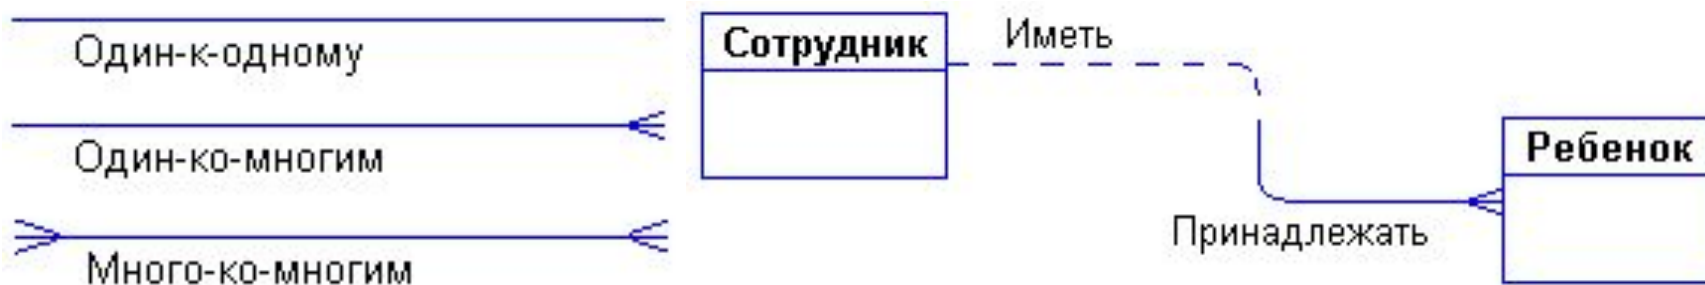 Один-к-одному
Один-ко-многим
Много-ко-многим
Сотрудник
Иметь
Принадлежать
Ребенок